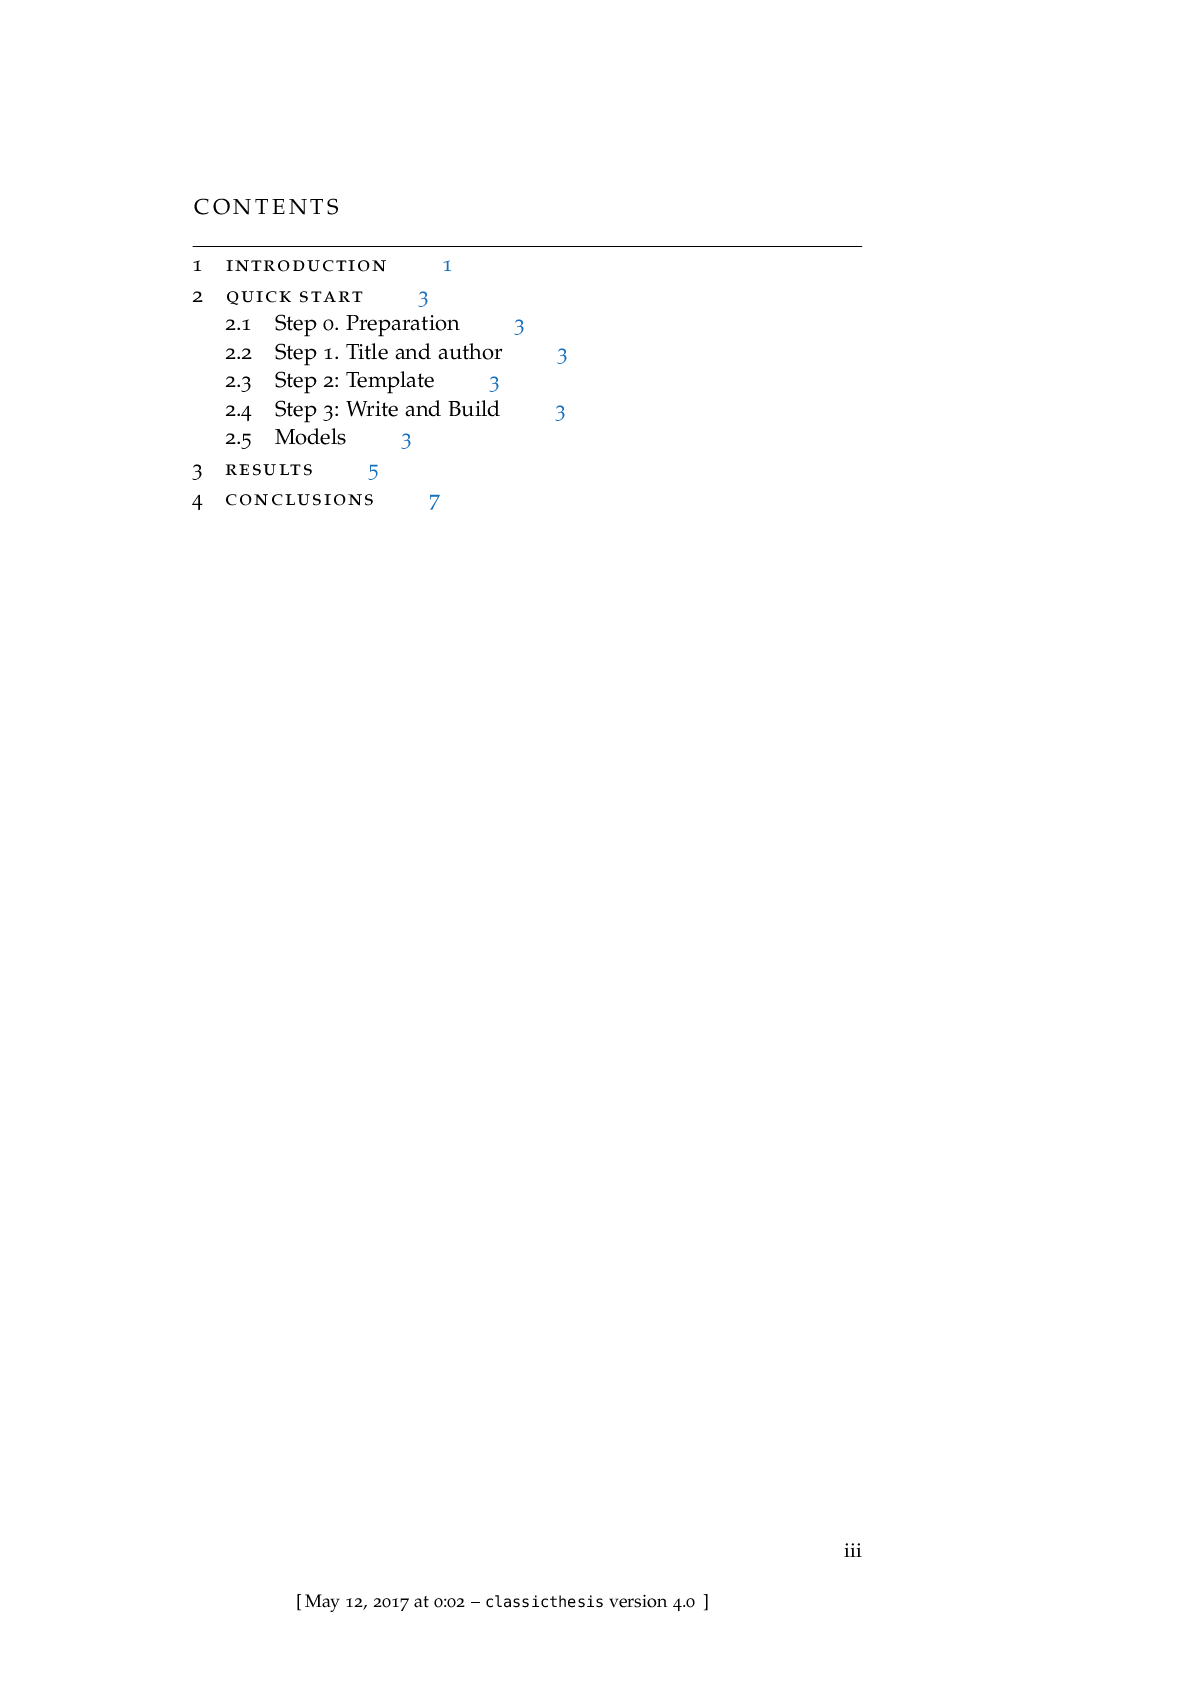 CONTENTS
1 INTRODUCTION 1
2 QUICK START 3
2.1 Step 0. Preparation 3
2.2 Step 1. Title and author 3
2.3 Step 2: Template 3
2.4 Step 3: Write and Build 3
2.5 Models 3
3 RESULTS 5
4 CONCLUSIONS 7
iii
[ May 12, 2017 at 0:02 – classicthesis version 4.0 ]